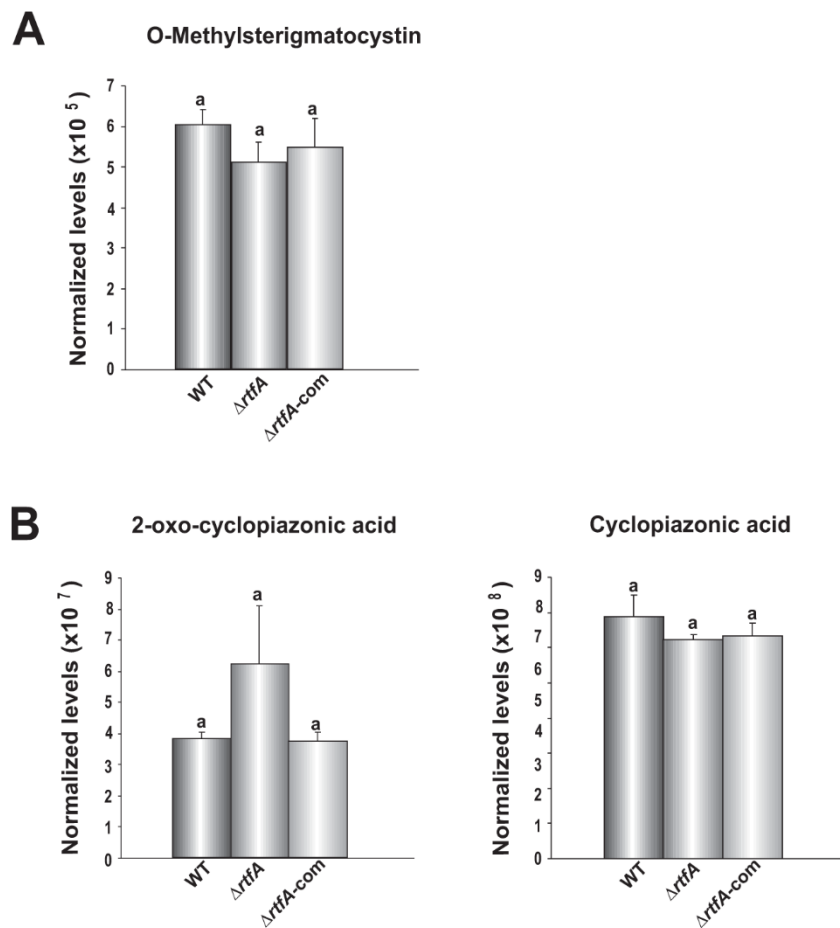 A
O-Methylsterigmatocystin
Normalized levels (x10 5)
7
6
5
4
3
2
1
0
a
a
a
WT
ΔrtfA
ΔrtfA-com
B
2-oxo-cyclopiazonic acid
Normalized levels (x10 7)
9
8
7
6
5
4
3
2
1
0
a
a
a
WT
ΔrtfA
ΔrtfA-com
Cyclopiazonic acid
Normalized levels (x10 8)
9
8
7
6
5
4
3
2
1
0
a
a
a
WT
ΔrtfA
ΔrtfA-com